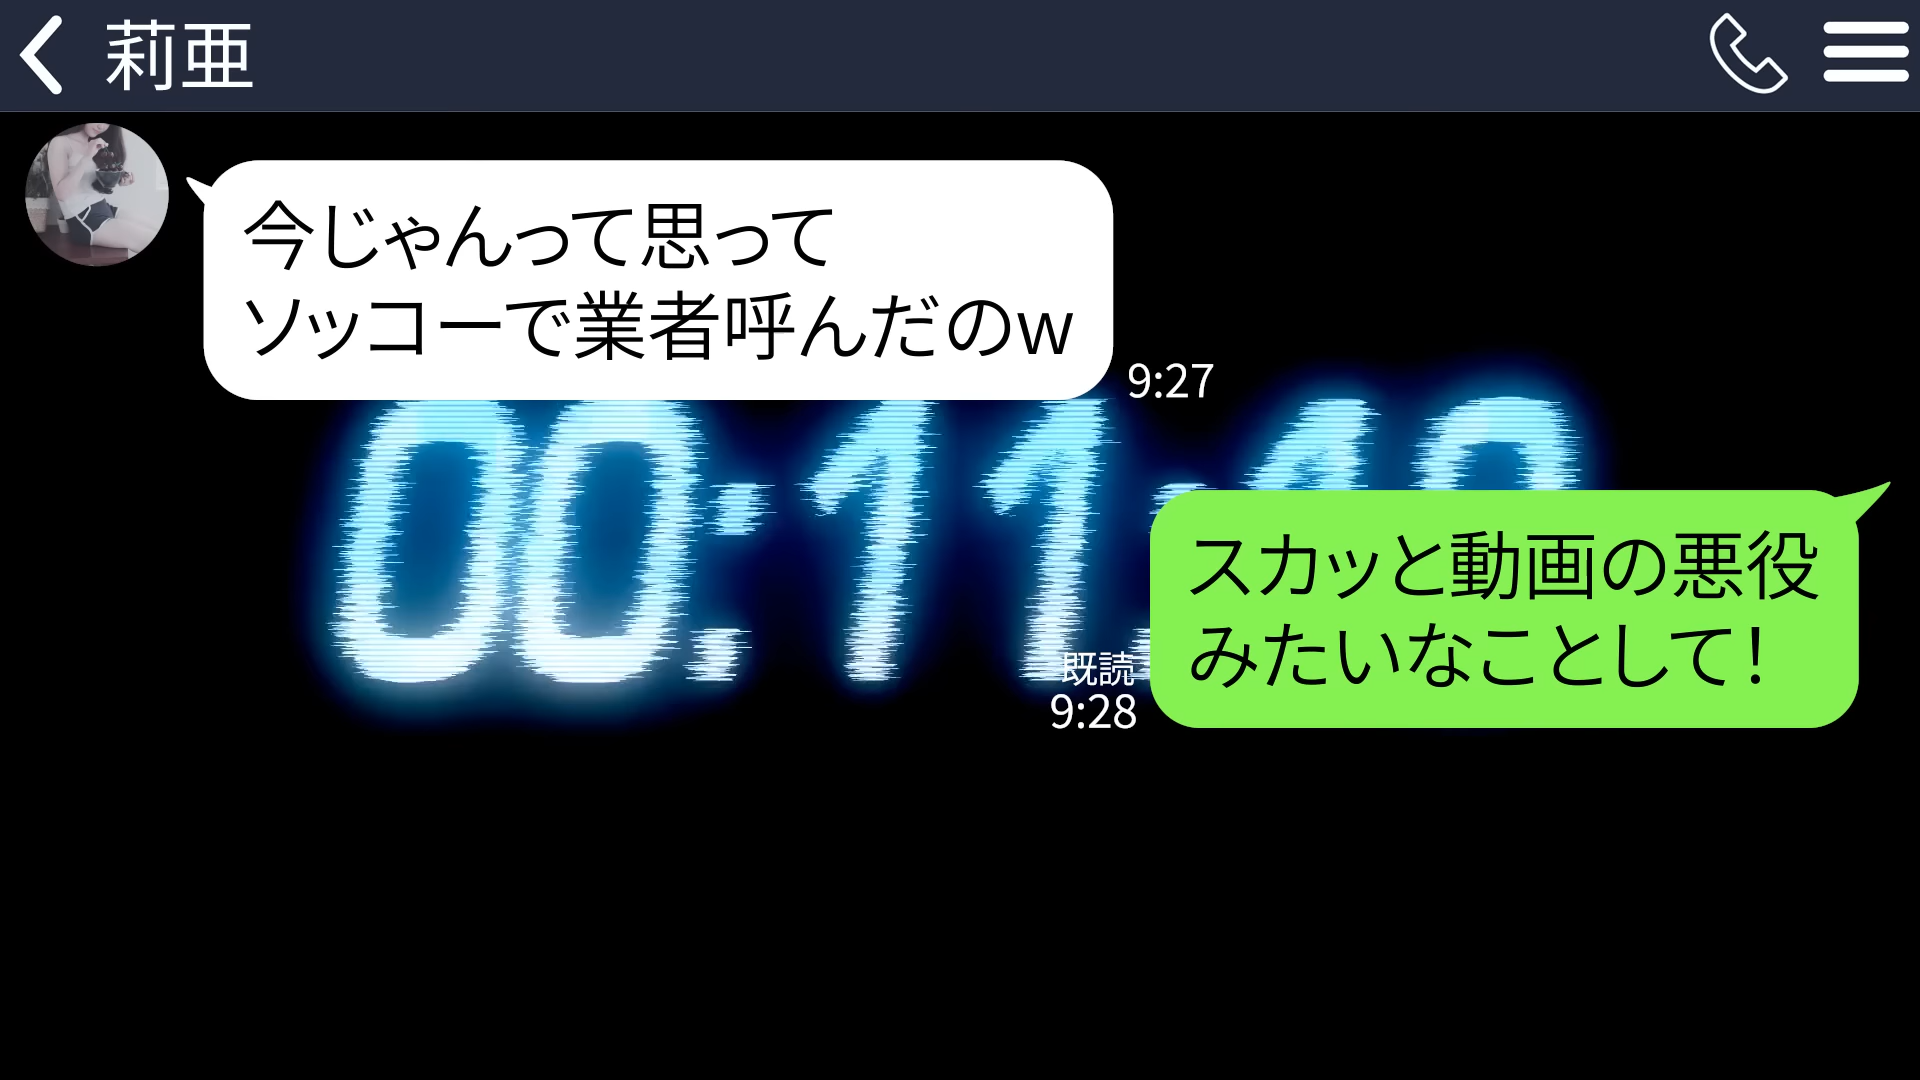 莉亜
今じゃんって思って
ソッコーで業者呼んだのw
9:27
00:11:
スカッと動画の悪役
みたいなことして!
既読
9:28